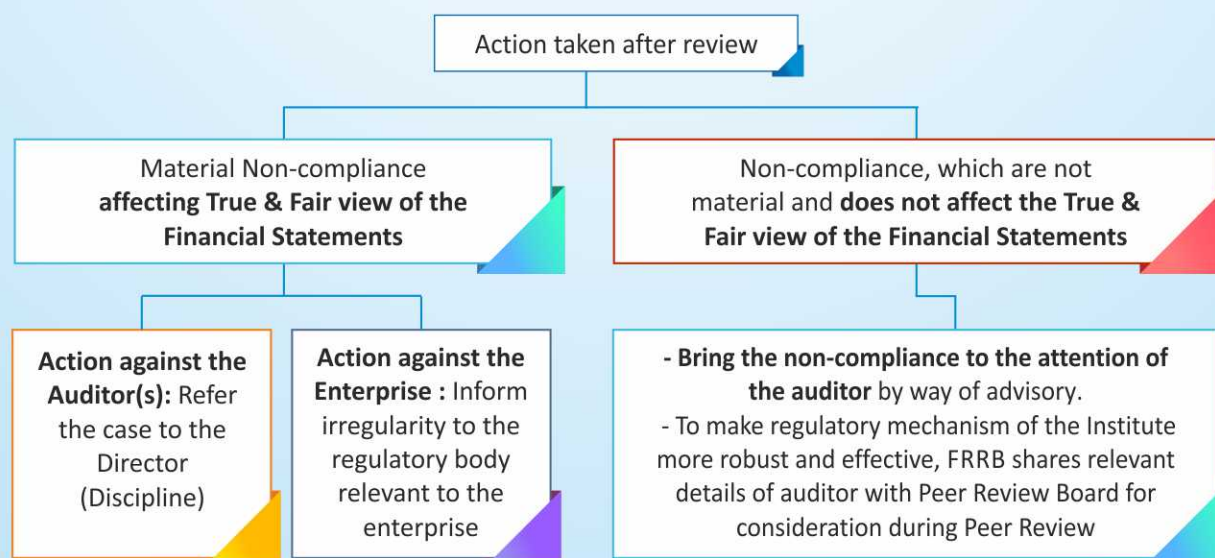 Action taken after review
Material Non-compliance
affecting True & Fair view of the
Financial Statements
Non-compliance, which are not
material and does not affect the True &
Fair view of the Financial Statements
Action against the
Auditor(s): Refer
the case to the
Director
(Discipline)
Action against the
Enterprise : Inform
irregularity to the
regulatory body
relevant to the
enterprise
- Bring the non-compliance to the attention of
the auditor by way of advisory.
- To make regulatory mechanism of the Institute
more robust and effective, FRRB shares relevant
details of auditor with Peer Review Board for
consideration during Peer Review